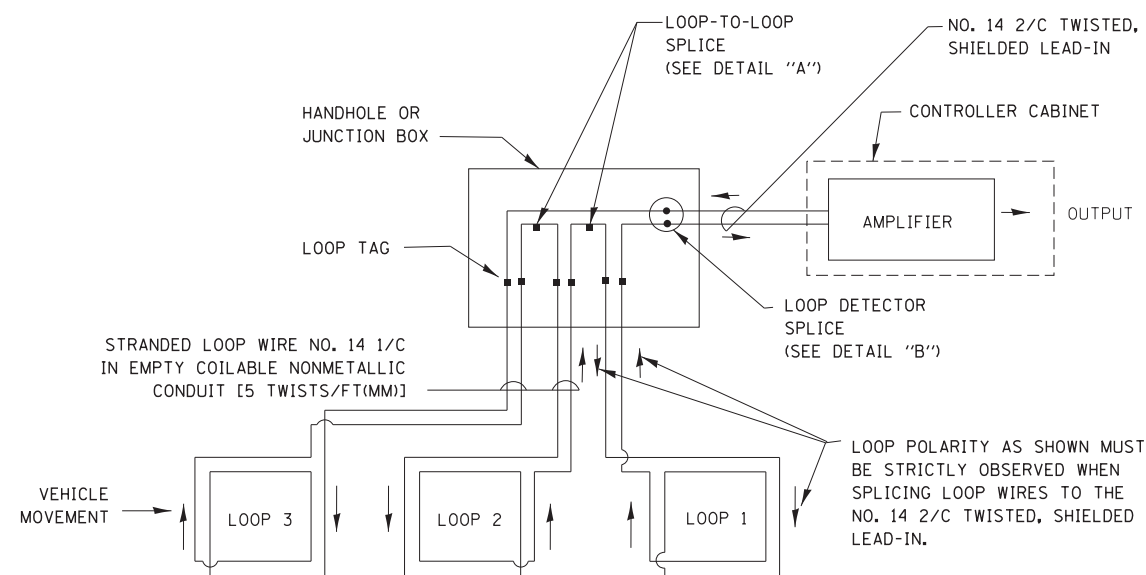 LOOP-TO-LOOP
SPLICE
(SEE DETAIL "A")
NO. 14 2/C TWISTED,
SHIELDED LEAD-IN
HANDHOLE OR
JUNCTION BOX
CONTROLLER CABINET
AMPLIFIER
OUTPUT
LOOP TAG
LOOP DETECTOR
SPLICE
(SEE DETAIL "B")
STRANDED LOOP WIRE NO. 14 1/C
IN EMPTY COILABLE NONMETALLIC
CONDUIT [5 TWISTS/FT(MM)]
LOOP POLARITY AS SHOWN MUST
BE STRICTLY OBSERVED WHEN
SPLICING LOOP WIRES TO THE
NO. 14 2/C TWISTED, SHIELDED
LEAD-IN.
VEHICLE
MOVEMENT
LOOP 3
LOOP 2
LOOP 1